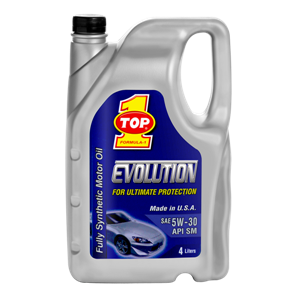 1
TOP
FORMULA-1
EVOLUTION
FOR ULTIMATE PROTECTION
Made in U.S.A.
SAE 5W-30
API SM
4 Liters
Fully Synthetic Motor Oil